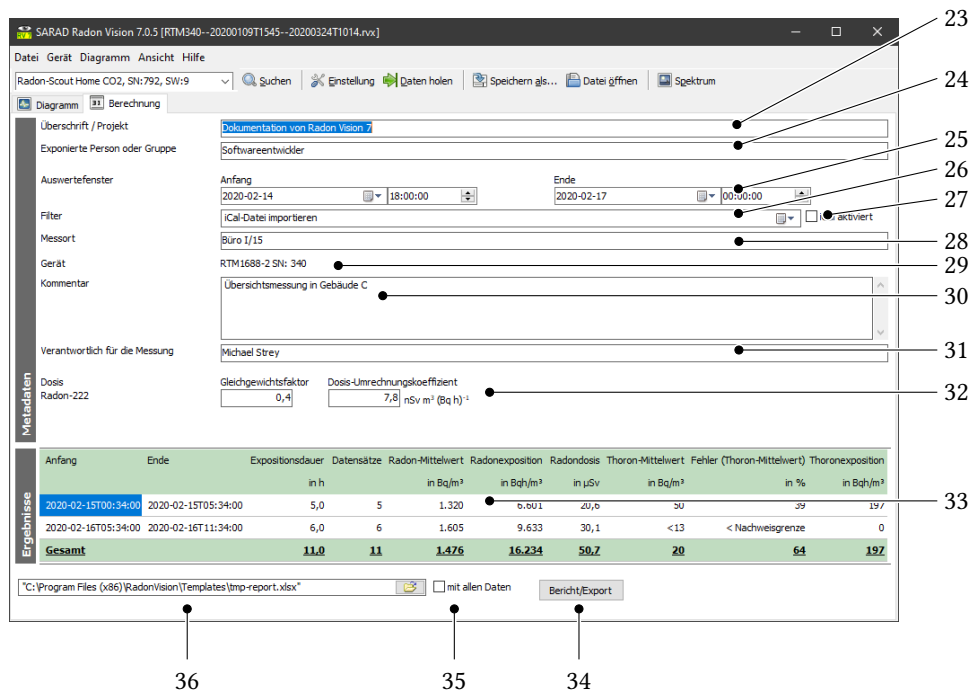 23
SARAD Radon Vision 7.0.5 [RTM340--20200109T1545--20200324T1014.rvx]
Datei Gerät Diagramm Ansicht Hilfe
Radon-Scout Home CO2, SN:792, SW:9 Suchen Einstellung Daten holen Speichern als... Datei öffnen Spektrum
24
Diagramm Berechnung
Überschrift / Projekt Dokumentation von Radon Vision 7
Exponierte Person oder Gruppe Softwareentwickler
25
Auswertefenster Anfang Ende
2020-02-14 18:00:00 2020-02-17 00:00:00
26
27
Filter iCal-Datei importieren aktiviert
Messort Büro I/15
28
Gerät RTM1688-2 SN: 340
29
Kommentar Übersichtsmessung in Gebäude C
30
Verantwortlich für die Messung Michael Strey
31
Metadaten
Dosis Gleichgewichtsfaktor Dosis-Umrechnungskoeffizient
Radon-222 0,4 7,8 nSv m³ (Bq h)⁻¹
32
Ergebnisse
Anfang Ende Expositionsdauer Datensätze Radon-Mittelwert Radonexposition Radondosis Thoron-Mittelwert Fehler (Thoron-Mittelwert) Thoronexposition
in h in Bq/m³ in Bqh/m³ in µSv in Bq/m³ in % in Bqh/m³
2020-02-15T00:34:00 2020-02-15T05:34:00 5,0 5 1.320 6.601 20,6 50 39 197
33
2020-02-16T05:34:00 2020-02-16T11:34:00 6,0 6 1.605 9.633 30,1 <13 < Nachweisgrenze 0
Gesamt 11,0 11 1.476 16.234 50,7 20 64 197
"C:\Program Files (x86)\RadonVision\Templates\tmp-report.xlsx" mit allen Daten Bericht/Export
36 35 34